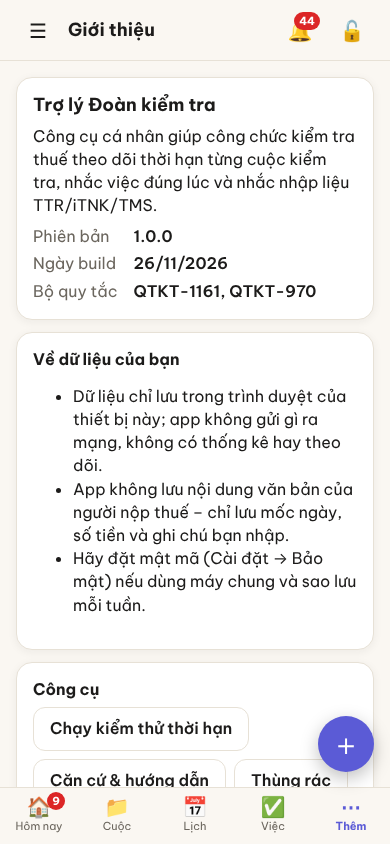 ☰ Giới thiệu 44
Trợ lý Đoàn kiểm tra
Công cụ cá nhân giúp công chức kiểm tra
thuế theo dõi thời hạn từng cuộc kiểm
tra, nhắc việc đúng lúc và nhắc nhập liệu
TTR/iTNK/TMS.
Phiên bản 1.0.0
Ngày build 26/11/2026
Bộ quy tắc QTKT-1161, QTKT-970
Về dữ liệu của bạn
• Dữ liệu chỉ lưu trong trình duyệt của
thiết bị này; app không gửi gì ra
mạng, không có thống kê hay theo
dõi.
• App không lưu nội dung văn bản của
người nộp thuế – chỉ lưu mốc ngày,
số tiền và ghi chú bạn nhập.
• Hãy đặt mật mã (Cài đặt → Bảo
mật) nếu dùng máy chung và sao lưu
mỗi tuần.
Công cụ
Chạy kiểm thử thời hạn
Căn cứ & hướng dẫn Thùng rác
+
9
Hôm nay Cuộc Lịch Việc Thêm